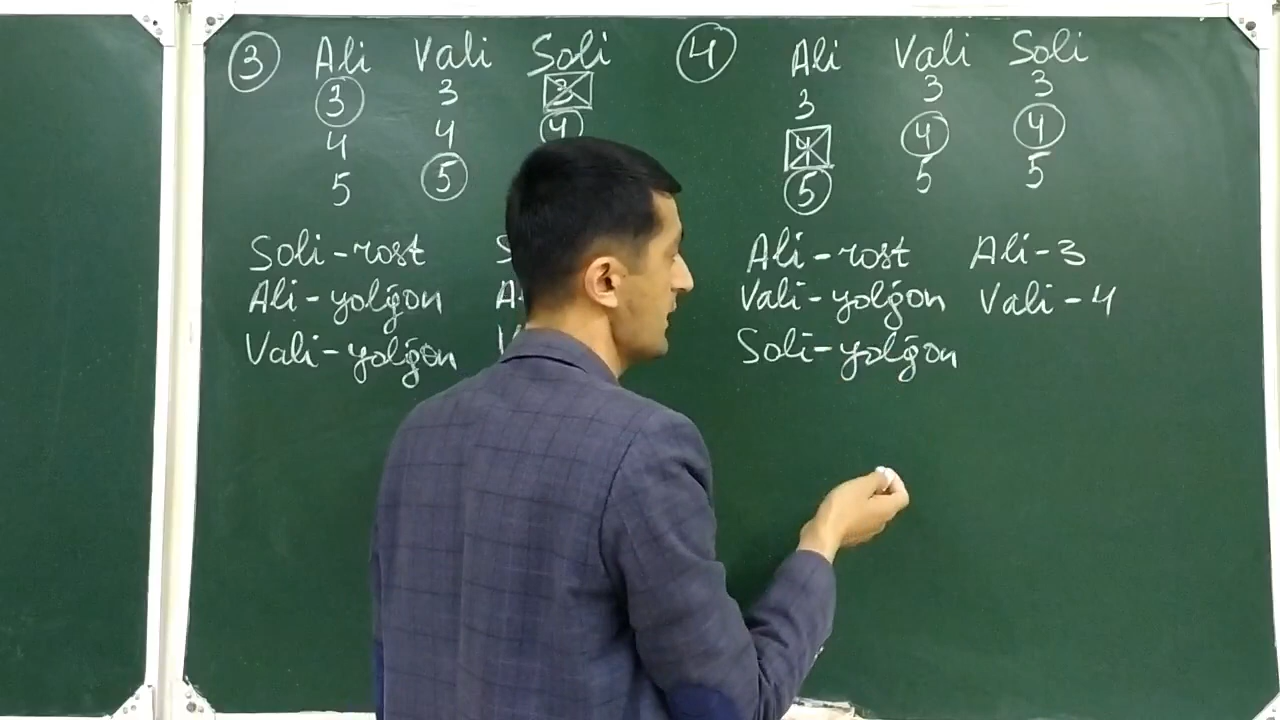 3 Ali Vali Soli
3 3 3
4 4 4
5 5
Soli - rost S
Ali - yolg'on A-
Vali - yolg'on
4 Ali Vali Soli
3 3 3
4 4 4
5 5 5
Ali - rost Ali - 3
Vali - yolg'on Vali - 4
Soli - yolg'on